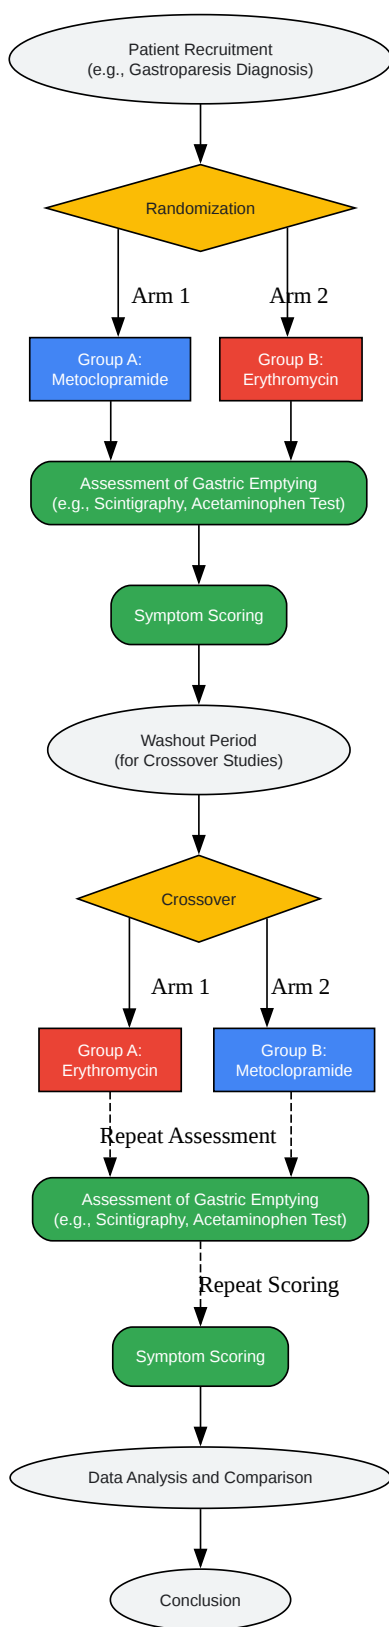 Patient Recruitment
(e.g., Gastroparesis Diagnosis)
Randomization
Arm 1
Arm 2
Group A:
Metoclopramide
Group B:
Erythromycin
Assessment of Gastric Emptying
(e.g., Scintigraphy, Acetaminophen Test)
Symptom Scoring
Washout Period
(for Crossover Studies)
Crossover
Arm 1
Arm 2
Group A:
Erythromycin
Group B:
Metoclopramide
Repeat Assessment
Assessment of Gastric Emptying
(e.g., Scintigraphy, Acetaminophen Test)
Repeat Scoring
Symptom Scoring
Data Analysis and Comparison
Conclusion